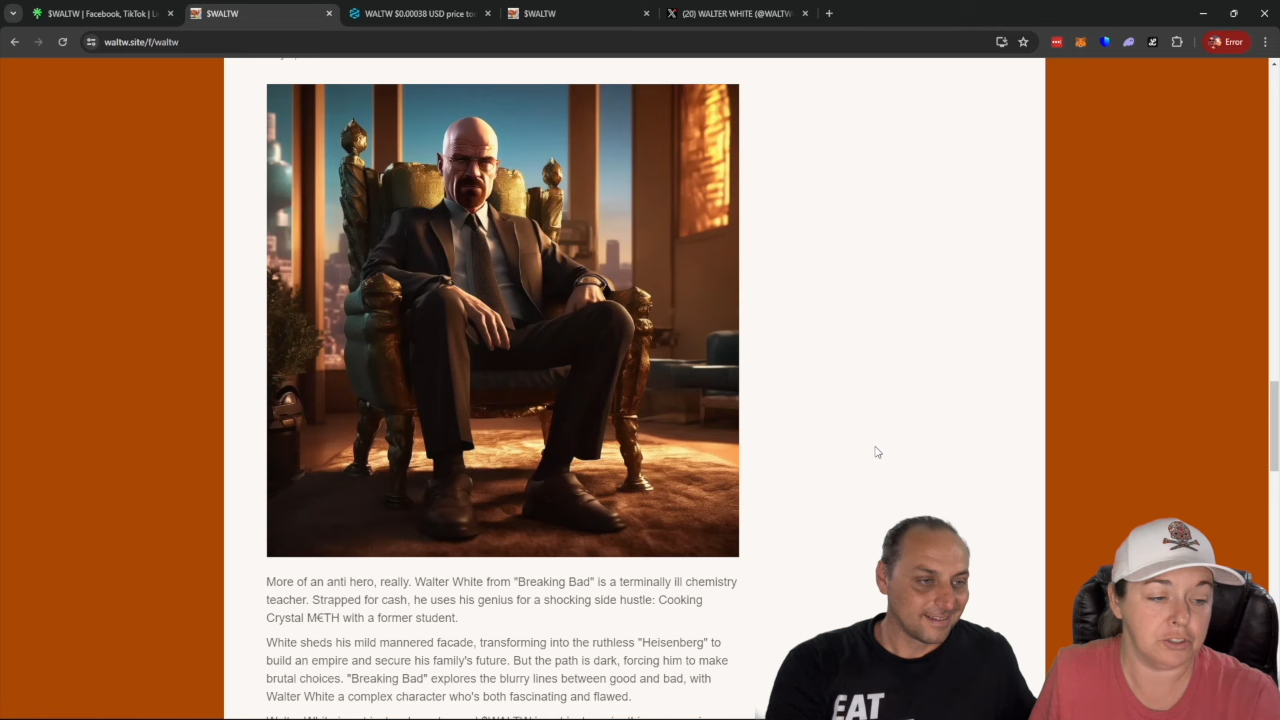 $WALTW | Facebook, TikTok |
$WALTW
WALTW $0.00038 USD price to
$WALTW
(20) WALTER WHITE (@WALTW
waltw.site/f/waltw
Error
More of an anti hero, really. Walter White from "Breaking Bad" is a terminally ill chemistry
teacher. Strapped for cash, he uses his genius for a shocking side hustle: Cooking
Crystal M€TH with a former student.
White sheds his mild mannered facade, transforming into the ruthless "Heisenberg" to
build an empire and secure his family's future. But the path is dark, forcing him to make
brutal choices. "Breaking Bad" explores the blurry lines between good and bad, with
Walter White a complex character who's both fascinating and flawed.
EAT